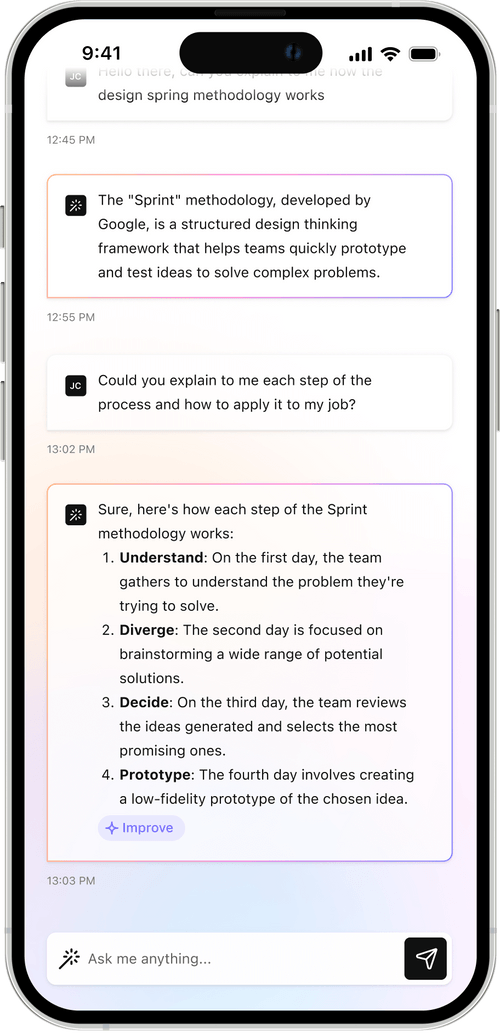 9:41
JC
Hello there, can you explain to me how the
design spring methodology works
12:45 PM
The "Sprint" methodology, developed by
Google, is a structured design thinking
framework that helps teams quickly prototype
and test ideas to solve complex problems.
12:55 PM
JC
Could you explain to me each step of the
process and how to apply it to my job?
13:02 PM
Sure, here's how each step of the Sprint
methodology works:
1. Understand: On the first day, the team
gathers to understand the problem they're
trying to solve.
2. Diverge: The second day is focused on
brainstorming a wide range of potential
solutions.
3. Decide: On the third day, the team reviews
the ideas generated and selects the most
promising ones.
4. Prototype: The fourth day involves creating
a low-fidelity prototype of the chosen idea.
Improve
13:03 PM
Ask me anything...